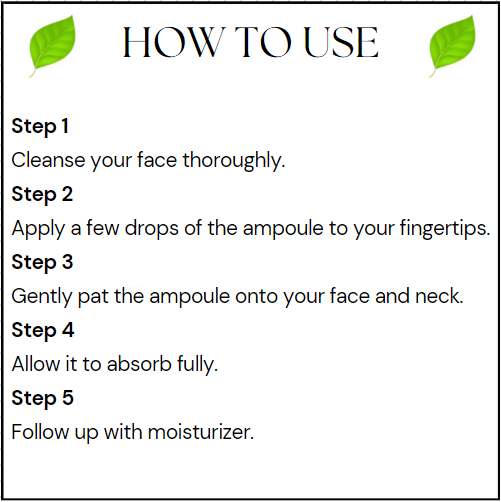 HOW TO USE
Step 1
Cleanse your face thoroughly.
Step 2
Apply a few drops of the ampoule to your fingertips.
Step 3
Gently pat the ampoule onto your face and neck.
Step 4
Allow it to absorb fully.
Step 5
Follow up with moisturizer.